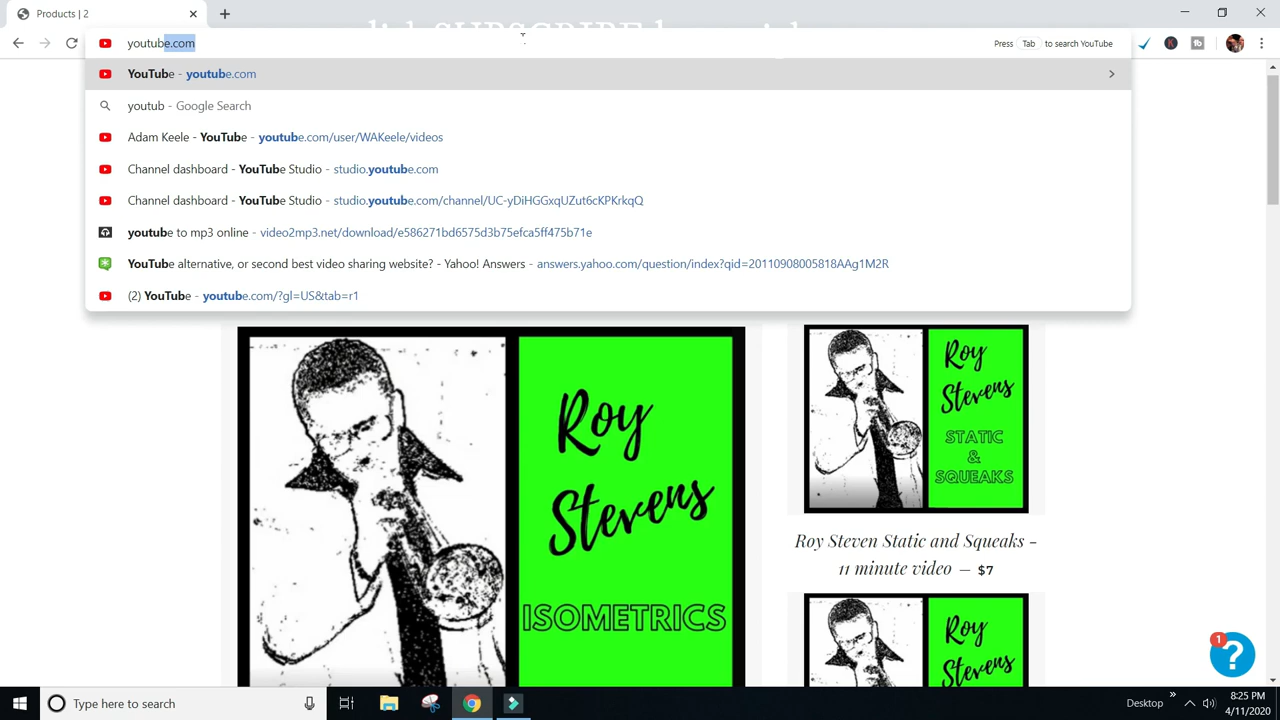 Products | 2
click SUBSCRIBE
youtube.com
Press Tab to search YouTube
YouTube - youtube.com
youtub - Google Search
Adam Keele - YouTube - youtube.com/user/WAKeele/videos
Channel dashboard - YouTube Studio - studio.youtube.com
Channel dashboard - YouTube Studio - studio.youtube.com/channel/UC-yDiHGGxqUZut6cKPKrkqQ
youtube to mp3 online - video2mp3.net/download/e586271bd6575d3b75efca5ff475b71e
YouTube alternative, or second best video sharing website? - Yahoo! Answers - answers.yahoo.com/question/index?qid=20110908005818AAg1M2R
(2) YouTube - youtube.com/?gl=US&tab=r1
Roy
Stevens
ISOMETRICS
Roy
Stevens
STATIC
&
SQUEAKS
Roy Steven Static and Squeaks -
11 minute video — $7
Roy
Stevens
1
?
Type here to search
Desktop
8:25 PM
4/11/2020